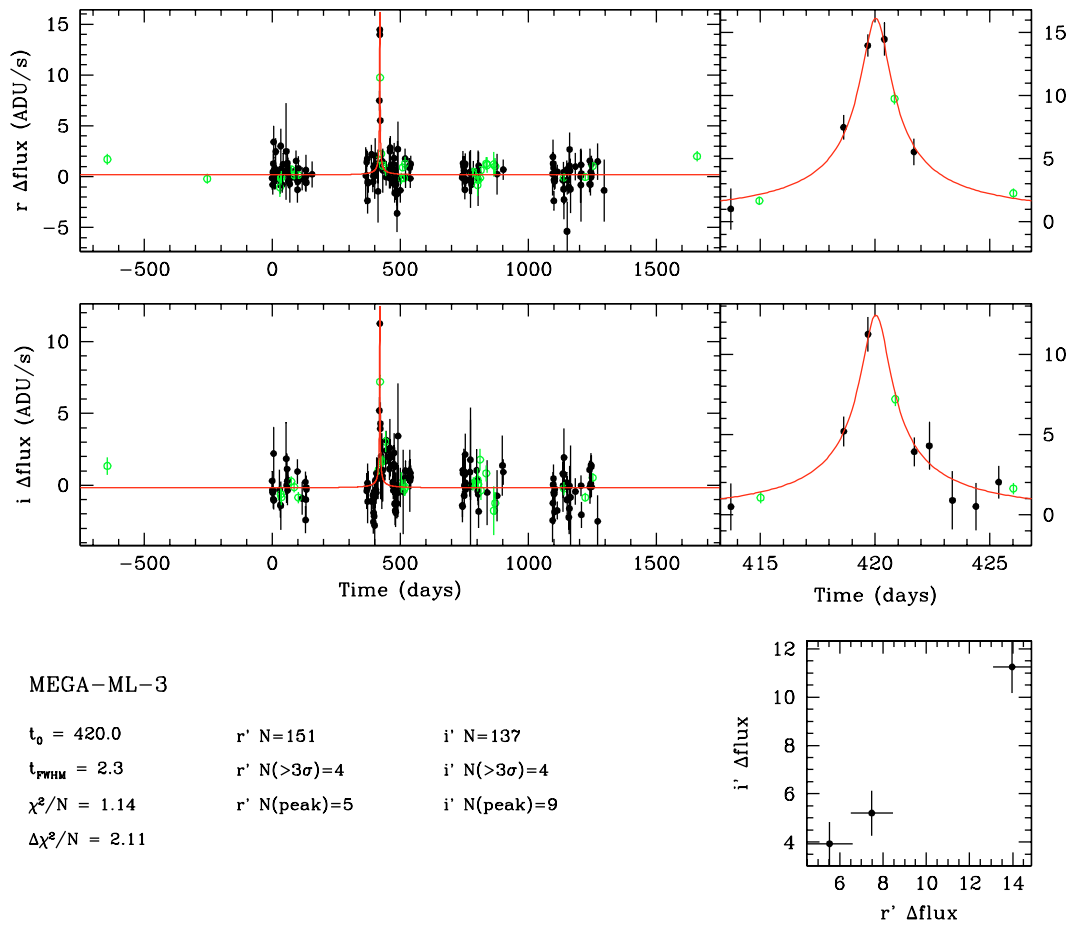 15
10
5
0
−5
r Δflux (ADU/s)
−500 0 500 1000 1500
15
10
5
0
10
5
0
i Δflux (ADU/s)
−500 0 500 1000 1500
Time (days)
10
5
0
415 420 425
Time (days)
MEGA−ML−3
t₀ = 420.0 r' N=151 i' N=137
t_FWHM = 2.3 r' N(>3σ)=4 i' N(>3σ)=4
χ²/N = 1.14 r' N(peak)=5 i' N(peak)=9
Δχ²/N = 2.11
12
10
8
6
4
i' Δflux
6 8 10 12 14
r' Δflux